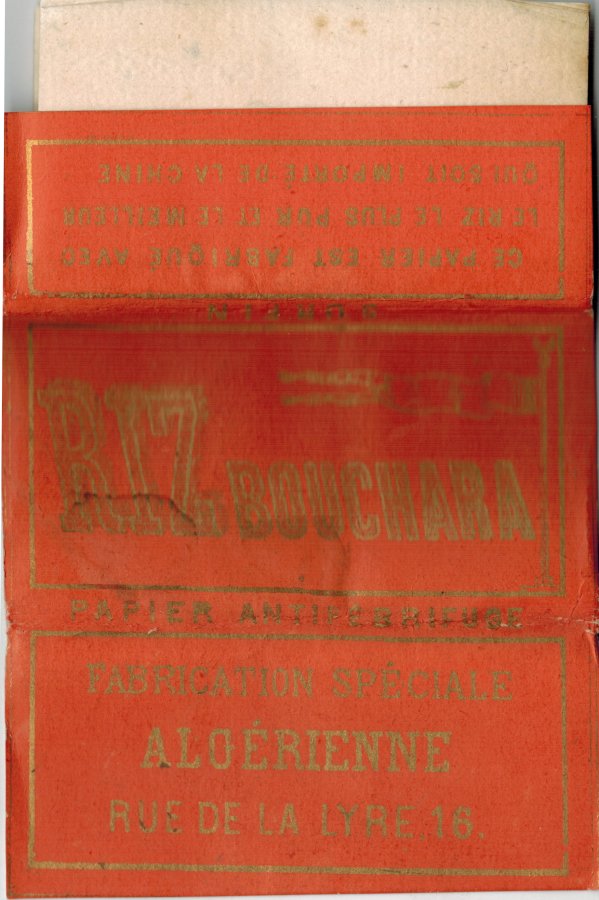 CE PAPIER EST FABRIQUÉ AVEC
LE RIZ LE PLUS PUR ET LE MEILLEUR
QUI SOIT IMPORTÉ DE LA CHINE
RIZ BOUCHARA
PAPIER ANTIFEBRIFUGE
FABRICATION SPÉCIALE
ALGÉRIENNE
RUE DE LA LYRE, 16.